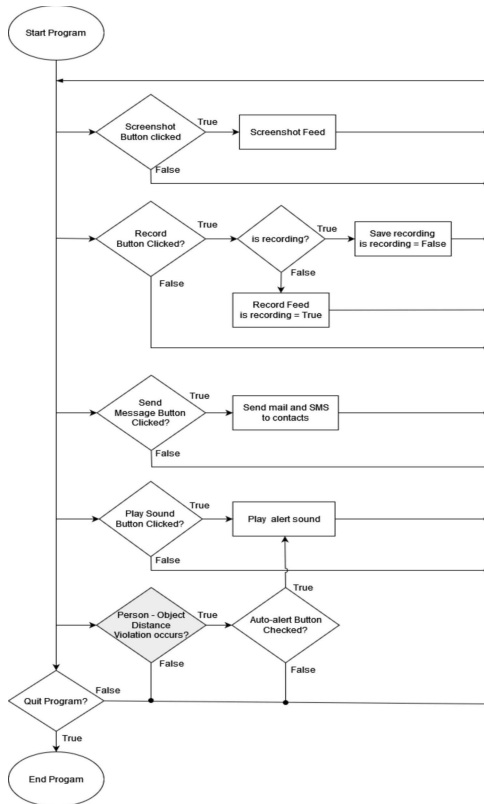 Start Program
Screenshot
Button clicked
True
Screenshot Feed
False
Record
Button Clicked?
True
is recording?
True
Save recording
is recording = False
False
False
Record Feed
is recording = True
Send
Message Button
Clicked?
True
Send mail and SMS
to contacts
False
Play Sound
Button Clicked?
True
Play alert sound
False
True
Person - Object
Distance
Violation occurs?
True
Auto-alert Button
Checked?
False
False
Quit Program?
False
True
End Progam